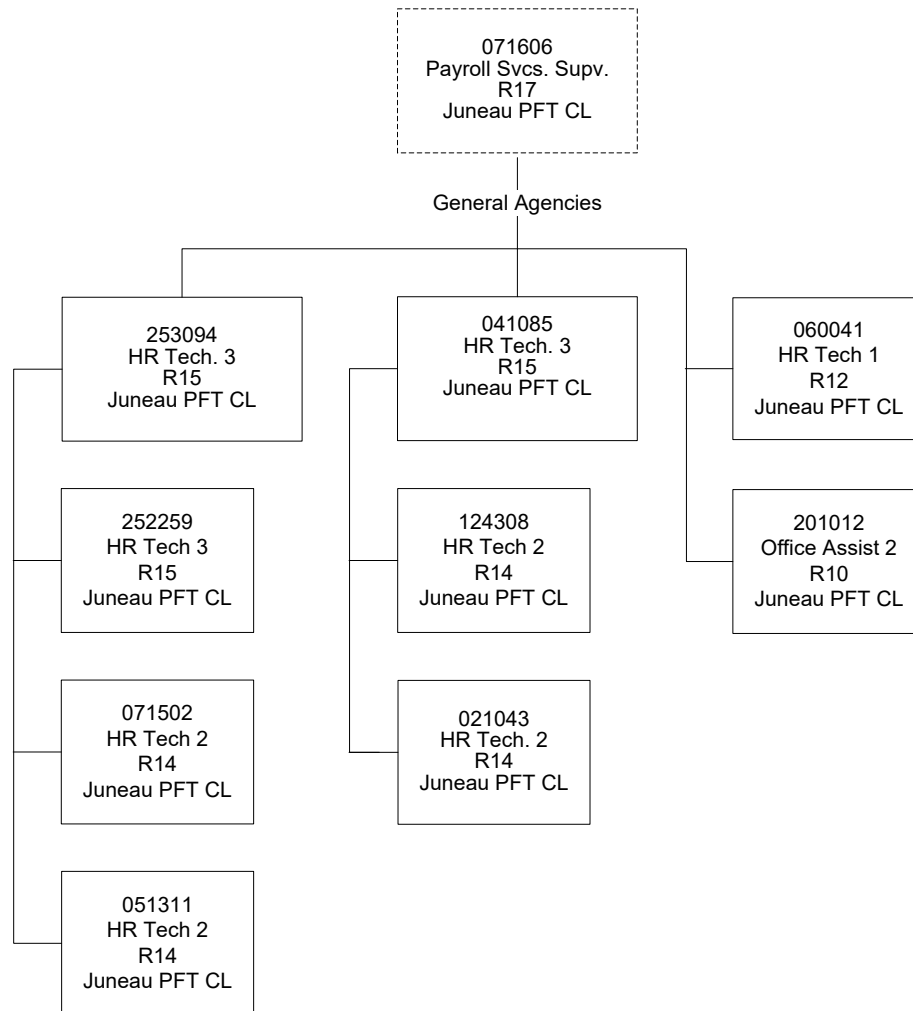 071606
Payroll Svcs. Supv.
R17
Juneau PFT CL
General Agencies
253094
HR Tech. 3
R15
Juneau PFT CL
041085
HR Tech. 3
R15
Juneau PFT CL
060041
HR Tech 1
R12
Juneau PFT CL
252259
HR Tech 3
R15
Juneau PFT CL
124308
HR Tech 2
R14
Juneau PFT CL
201012
Office Assist 2
R10
Juneau PFT CL
071502
HR Tech 2
R14
Juneau PFT CL
021043
HR Tech. 2
R14
Juneau PFT CL
051311
HR Tech 2
R14
Juneau PFT CL